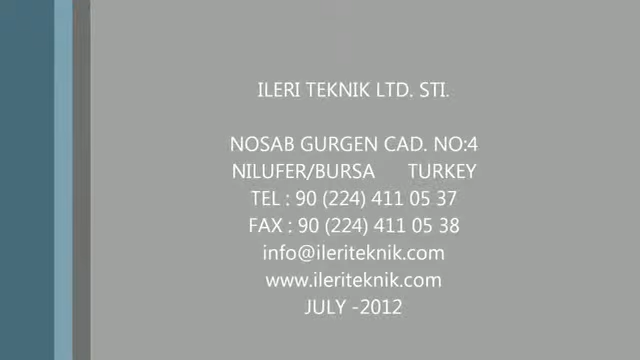 ILERI TEKNIK LTD. STI.
NOSAB GURGEN CAD. NO:4
NILUFER/BURSA TURKEY
TEL : 90 (224) 411 05 37
FAX : 90 (224) 411 05 38
info@ileriteknik.com
www.ileriteknik.com
JULY -2012